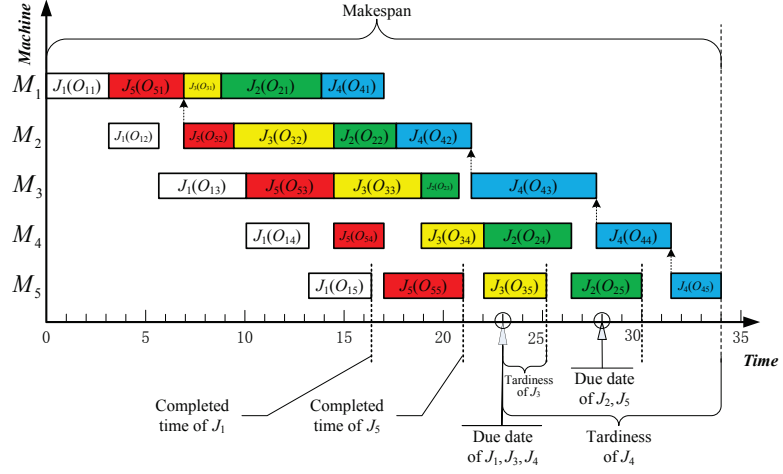 Makespan
Machine
M1 J1(O11) J5(O51) J3(O31) J2(O21) J4(O41)
M2 J1(O12) J5(O52) J3(O32) J2(O22) J4(O42)
M3 J1(O13) J5(O53) J3(O33) J2(O23) J4(O43)
M4 J1(O14) J5(O54) J3(O34) J2(O24) J4(O44)
M5 J1(O15) J5(O55) J3(O35) J2(O25) J4(O45)
0 5 10 15 20 25 30 35
Time
Tardiness
of J3
Due date
of J2, J5
Completed
time of J1
Completed
time of J5
Due date
of J1, J3, J4
Tardiness
of J4